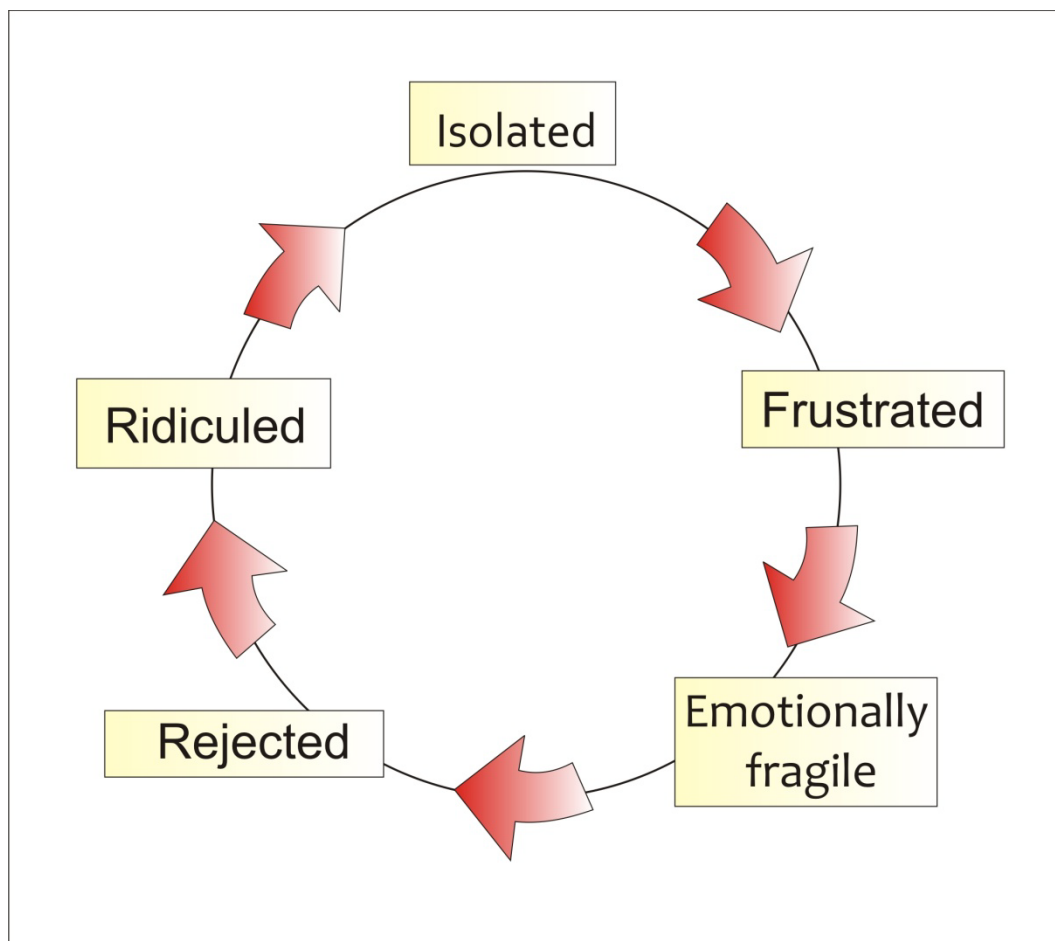 Isolated
Frustrated
Emotionally
fragile
Rejected
Ridiculed